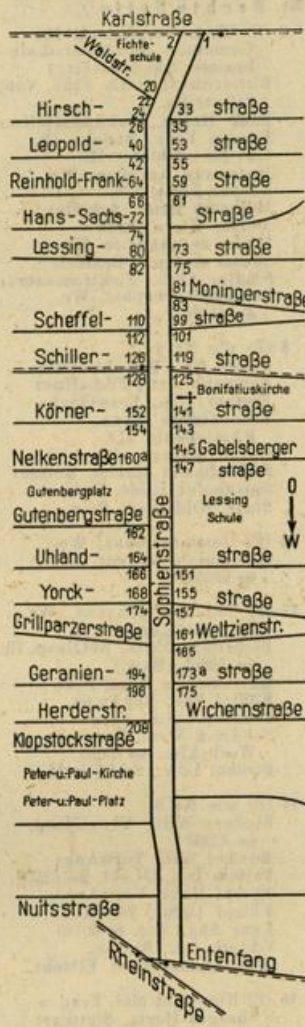 Karlstraße
Waldstr. Fichte- 2 1
schule
20
22
Hirsch- 24 33 straße
26 35
Leopold- 40 53 straße
42 55
Reinhold-Frank- 64 59 Straße
66 61
Hans-Sachs- 72 Straße
74
Lessing- 80 73 straße
82 75
81 Moningerstraße
83
Scheffel- 110 99 straße
112 101
Schiller- 126 119 straße
128 125
Bonifatiuskirche
Körner- 152 141 straße
154 143
145 Gabelsberger
Nelkenstraße 160a 147 straße
Gutenbergplatz Lessing O
Gutenbergstraße Schule W
162
Sophienstraße
Uhland- 164 straße
166 151
Yorck- 168 155 straße
174 157
Grillparzerstraße 161 Weltzienstr.
165
Geranien- 194 173a straße
196 175
Herderstr. Wichernstraße
208
Klopstockstraße
Peter-u.-Paul-Kirche
Peter-u.-Paul-Platz
Nuitsstraße
Rheinstraße Entenfang